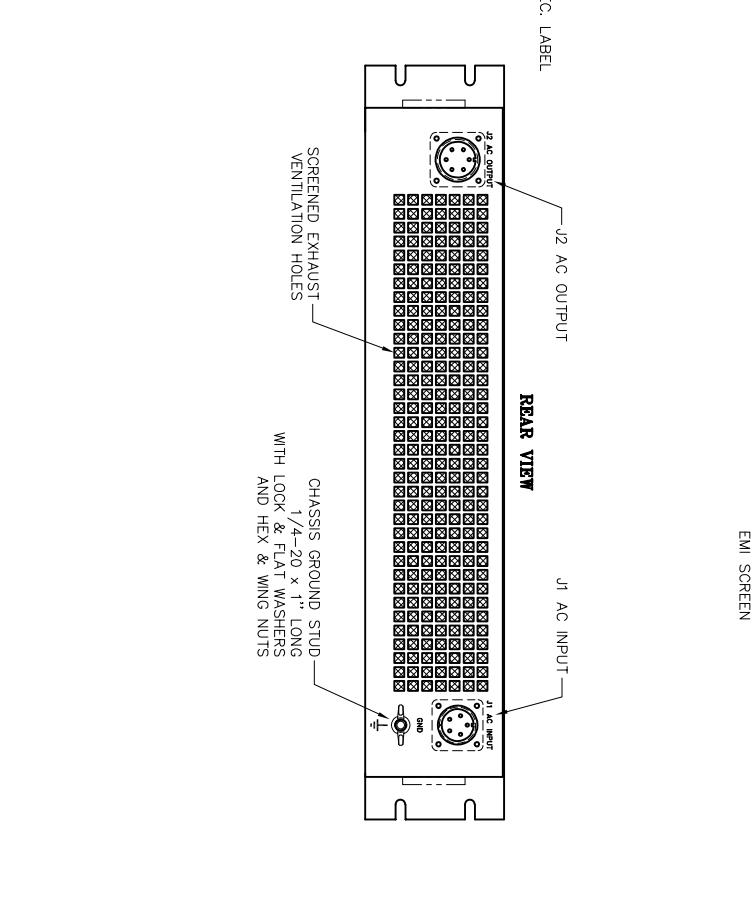 C. LABEL
J2 AC OUTPUT
J2 AC OUTPUT
SCREENED EXHAUST
VENTILATION HOLES
REAR VIEW
EMI SCREEN
J1 AC INPUT
J1 AC INPUT
GND
CHASSIS GROUND STUD
1/4-20 x 1" LONG
WITH LOCK & FLAT WASHERS
AND HEX & WING NUTS